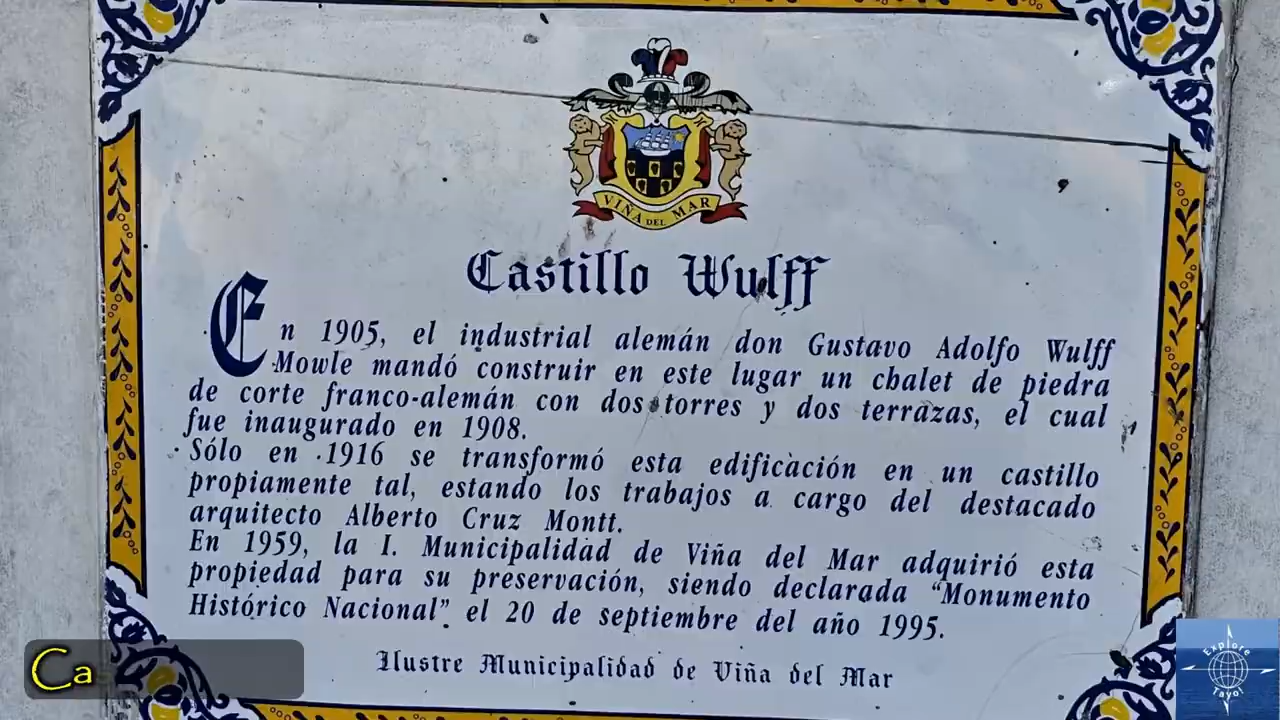 VIÑA DEL MAR
Castillo Wulff
En 1905, el industrial alemán don Gustavo Adolfo Wulff
Mowle mandó construir en este lugar un chalet de piedra
de corte franco-alemán con dos torres y dos terrazas, el cual
fue inaugurado en 1908.
Sólo en 1916 se transformó esta edificación en un castillo
propiamente tal, estando los trabajos a cargo del destacado
arquitecto Alberto Cruz Montt.
En 1959, la I. Municipalidad de Viña del Mar adquirió esta
propiedad para su preservación, siendo declarada “Monumento
Histórico Nacional” el 20 de septiembre del año 1995.
Ilustre Municipalidad de Viña del Mar
Cas
Explore
Tayo!